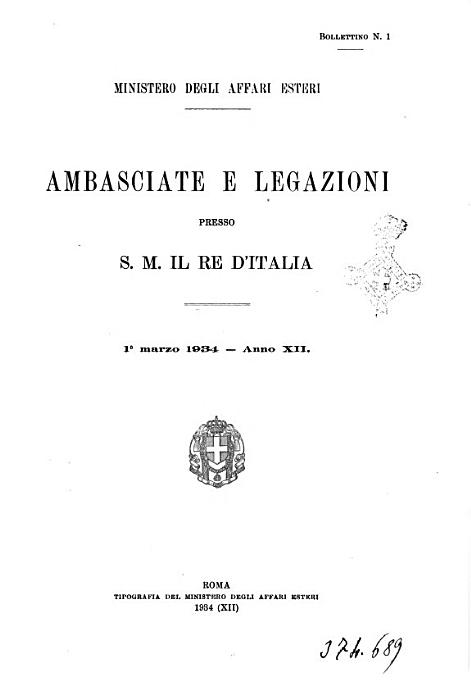 BOLLETTINO N. 1
MINISTERO DEGLI AFFARI ESTERI
AMBASCIATE E LEGAZIONI
PRESSO
S. M. IL RE D'ITALIA
1° marzo 1934 — Anno XII.
ROMA
TIPOGRAFIA DEL MINISTERO DEGLI AFFARI ESTERI
1934 (XII)
374.689